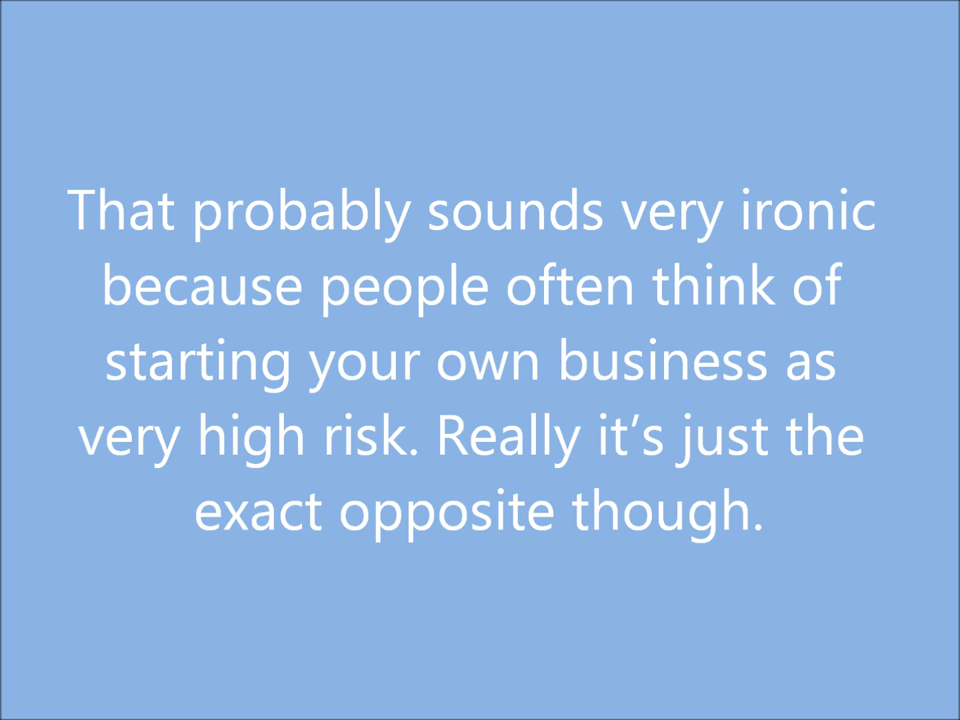 That probably sounds very ironic
because people often think of
starting your own business as
very high risk. Really it’s just the
exact opposite though.